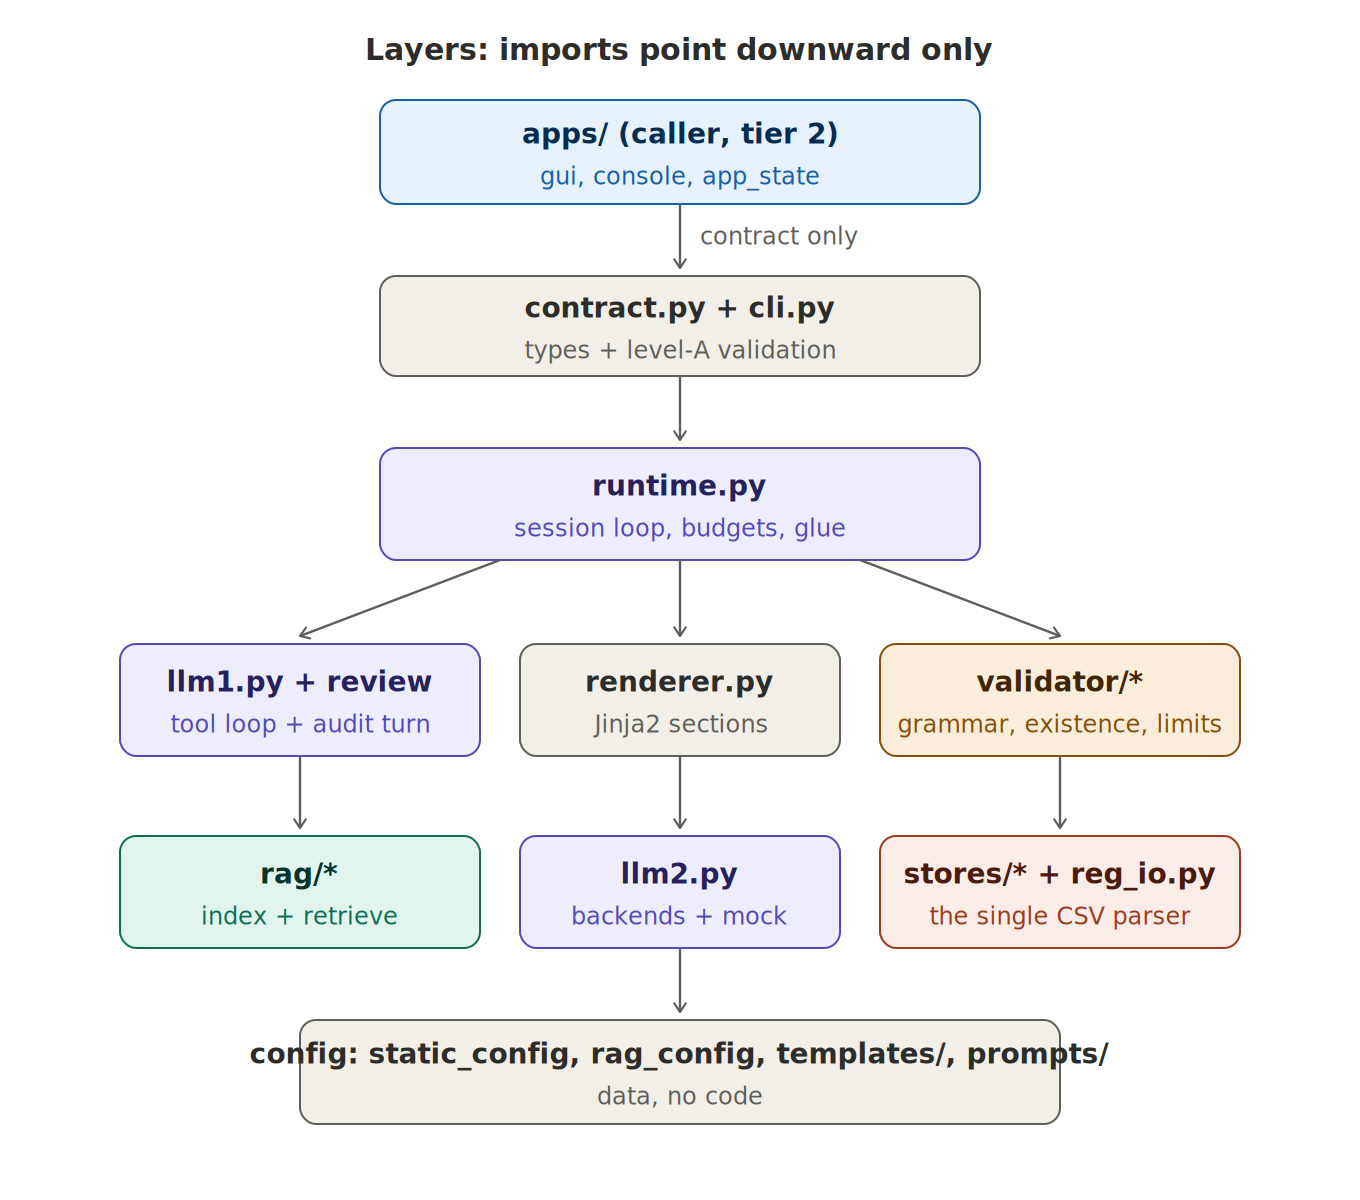 Layers: imports point downward only
apps/ (caller, tier 2)
gui, console, app_state
contract only
contract.py + cli.py
types + level-A validation
runtime.py
session loop, budgets, glue
llm1.py + review
tool loop + audit turn
renderer.py
Jinja2 sections
validator/*
grammar, existence, limits
rag/*
index + retrieve
llm2.py
backends + mock
stores/* + reg_io.py
the single CSV parser
config: static_config, rag_config, templates/, prompts/
data, no code